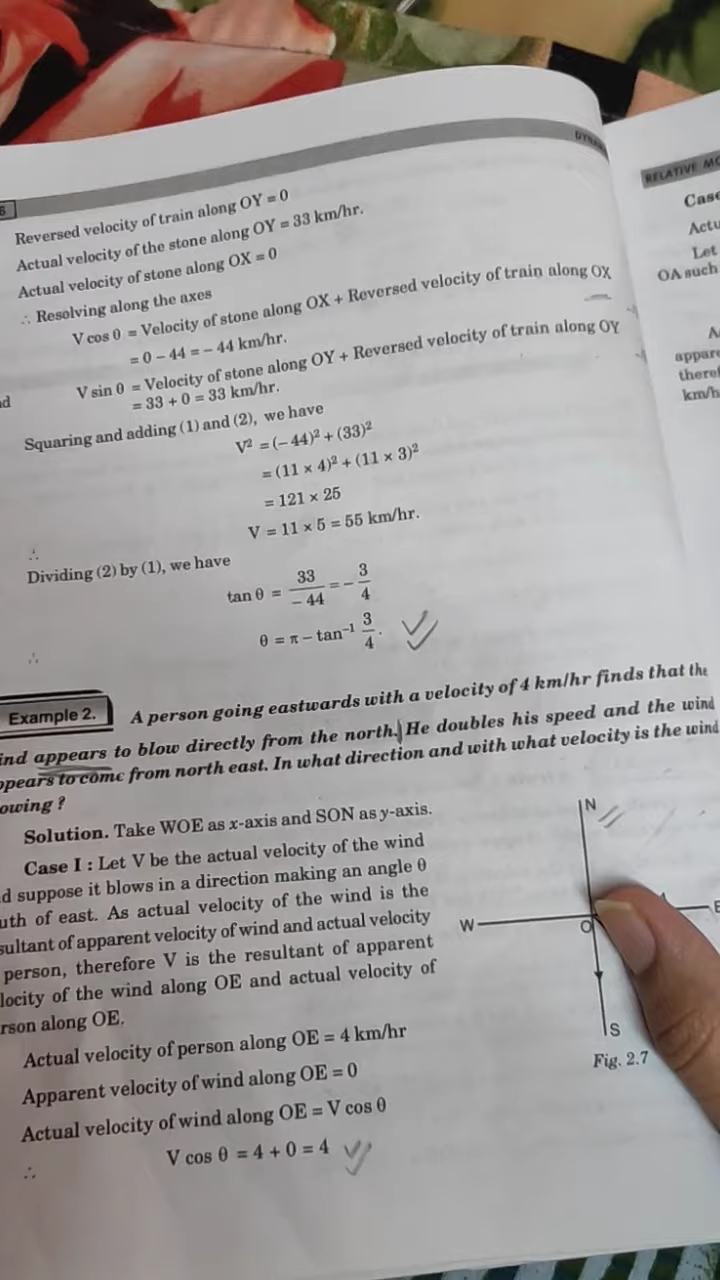 6
DYNA
Reversed velocity of train along OY = 0
Actual velocity of the stone along OY = 33 km/hr.
Actual velocity of stone along OX = 0
∴ Resolving along the axes
V cos θ = Velocity of stone along OX + Reversed velocity of train along OX
= 0 – 44 = – 44 km/hr.
nd V sin θ = Velocity of stone along OY + Reversed velocity of train along OY
= 33 + 0 = 33 km/hr.
Squaring and adding (1) and (2), we have
V² = (– 44)² + (33)²
= (11 × 4)² + (11 × 3)²
= 121 × 25
∴ V = 11 × 5 = 55 km/hr.
Dividing (2) by (1), we have
tan θ = 33/– 44 = – 3/4
∴ θ = π – tan⁻¹ 3/4.
Example 2. A person going eastwards with a velocity of 4 km/hr finds that the
ind appears to blow directly from the north. He doubles his speed and the wind
ppears to come from north east. In what direction and with what velocity is the wind
owing ?
Solution. Take WOE as x-axis and SON as y-axis.
Case I : Let V be the actual velocity of the wind
d suppose it blows in a direction making an angle θ
uth of east. As actual velocity of the wind is the
sultant of apparent velocity of wind and actual velocity
person, therefore V is the resultant of apparent
locity of the wind along OE and actual velocity of
rson along OE.
Actual velocity of person along OE = 4 km/hr
Apparent velocity of wind along OE = 0
Actual velocity of wind along OE = V cos θ
∴ V cos θ = 4 + 0 = 4
N
W
O
E
S
Fig. 2.7
RELATIVE MO
Case
Actu
Let
OA such
A
appare
theref
km/h